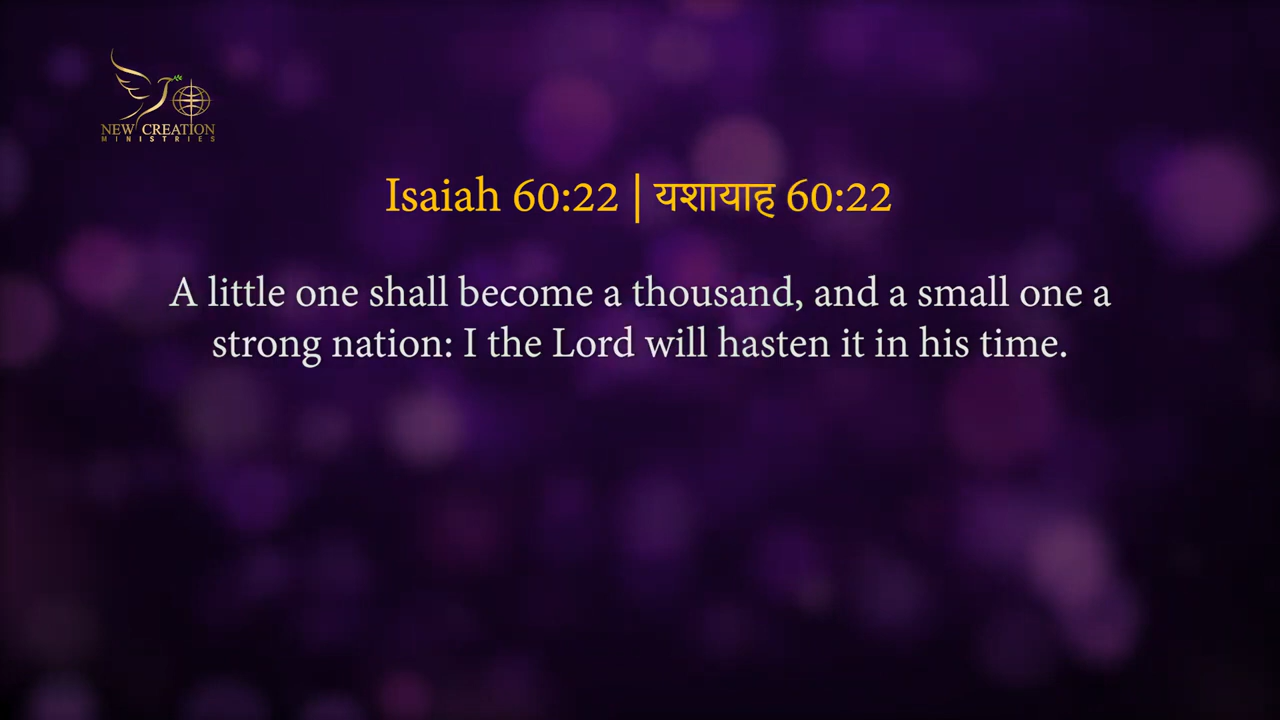 NEW CREATION
MINISTRIES
Isaiah 60:22 | यशायाह 60:22
A little one shall become a thousand, and a small one a
strong nation: I the Lord will hasten it in his time.